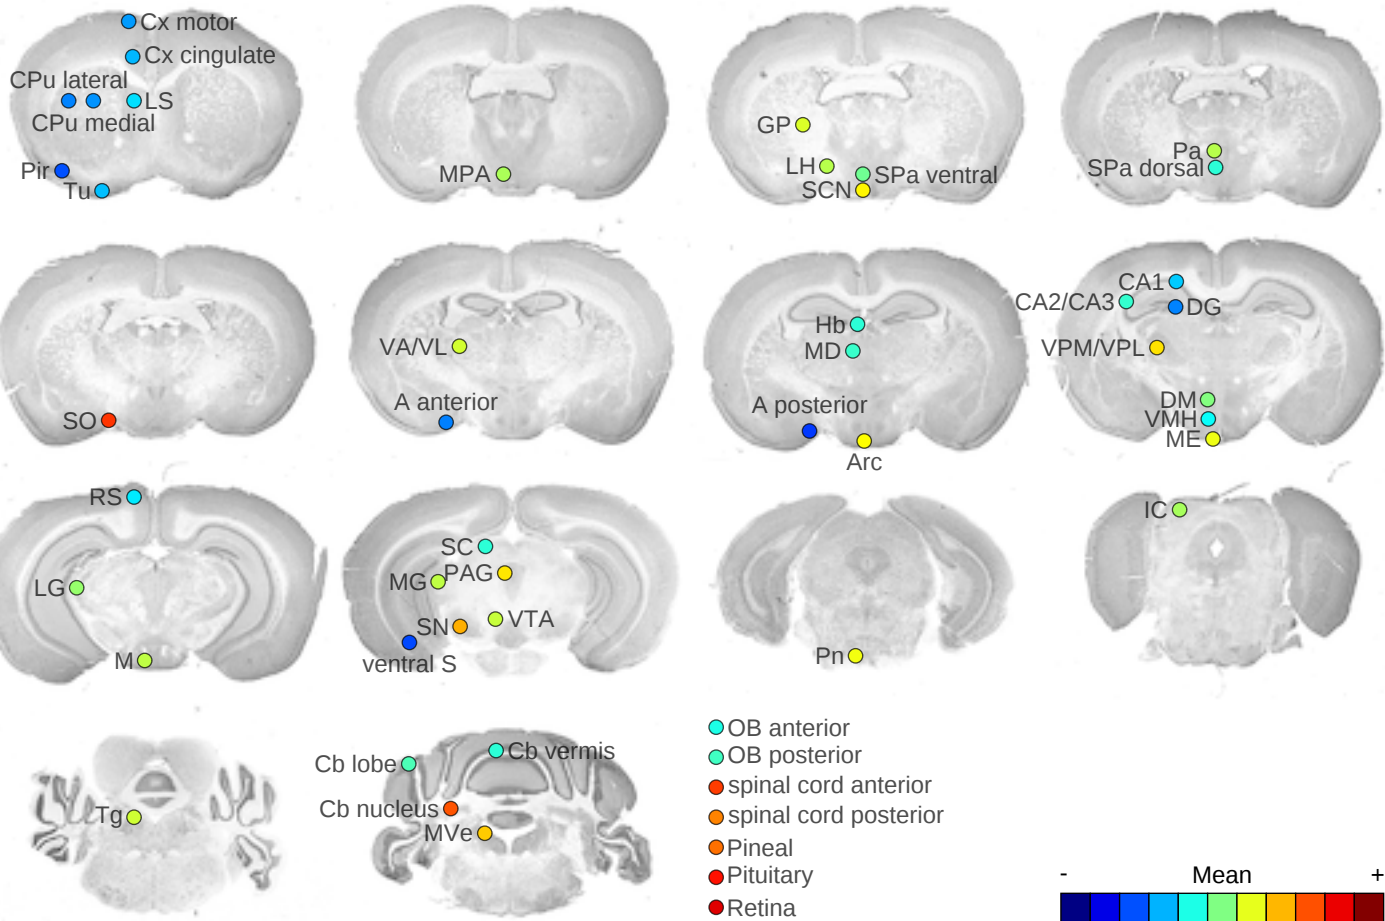 Cx motor
Cx cingulate
CPu lateral
LS
CPu medial
Pir
Tu
MPA
GP
LH
SPa ventral
SCN
Pa
SPa dorsal
SO
VA/VL
A anterior
Hb
MD
A posterior
Arc
CA1
CA2/CA3
DG
VPM/VPL
DM
VMH
ME
RS
LG
M
SC
PAG
MG
VTA
SN
ventral S
Pn
IC
Tg
Cb vermis
Cb lobe
Cb nucleus
MVe
OB anterior
OB posterior
spinal cord anterior
spinal cord posterior
Pineal
Pituitary
Retina
- Mean +